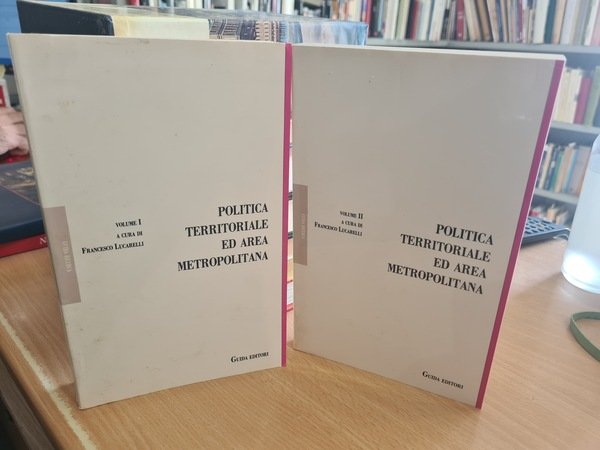 VOLUME I
A CURA DI
FRANCESCO LUCARELLI
POLITICA
TERRITORIALE
ED AREA
METROPOLITANA
GUIDA EDITORI
VOLUME II
A CURA DI
FRANCESCO LUCARELLI
POLITICA
TERRITORIALE
ED AREA
METROPOLITANA
GUIDA EDITORI